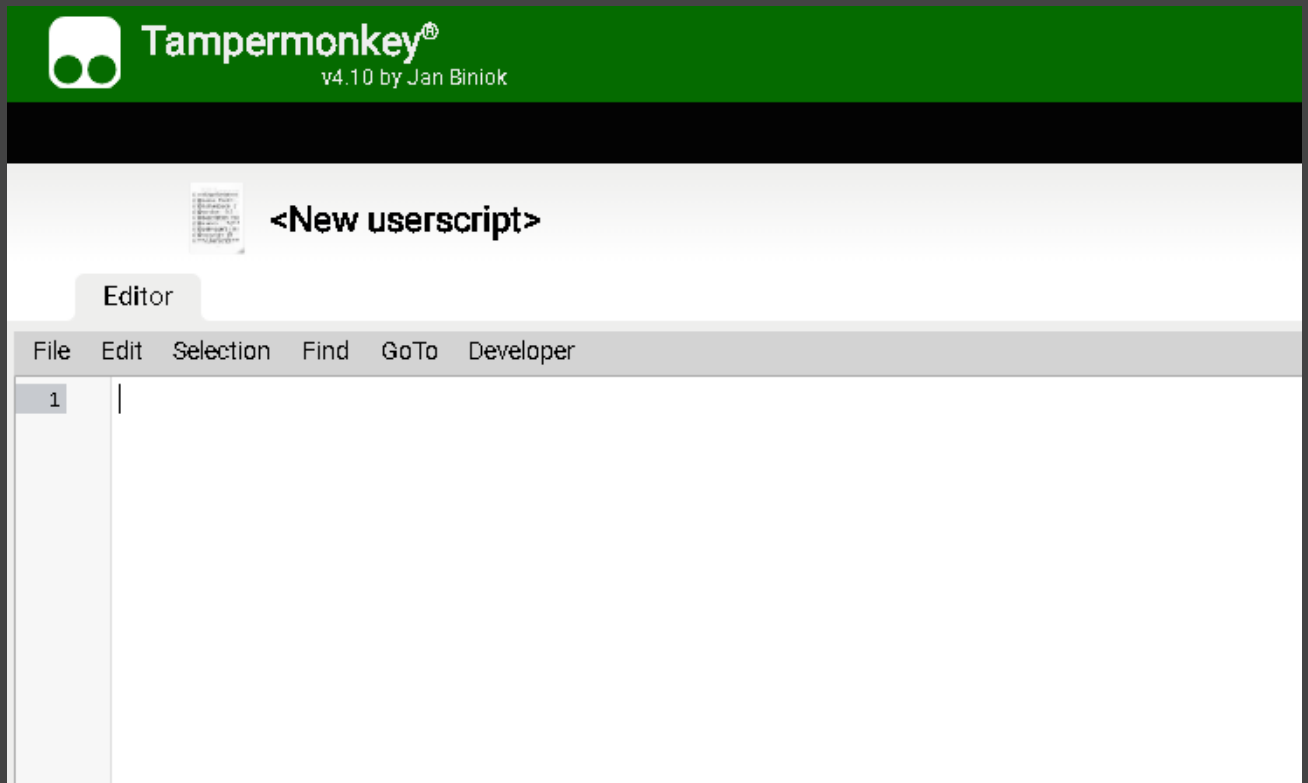 Tampermonkey®
v4.10 by Jan Biniok
<New userscript>
Editor
File Edit Selection Find GoTo Developer
1